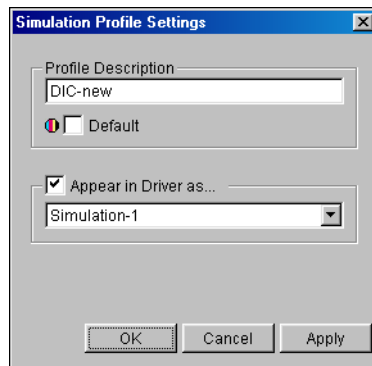 Simulation Profile Settings
Profile Description
DIC-new
Default
Appear in Driver as...
Simulation-1
OK Cancel Apply